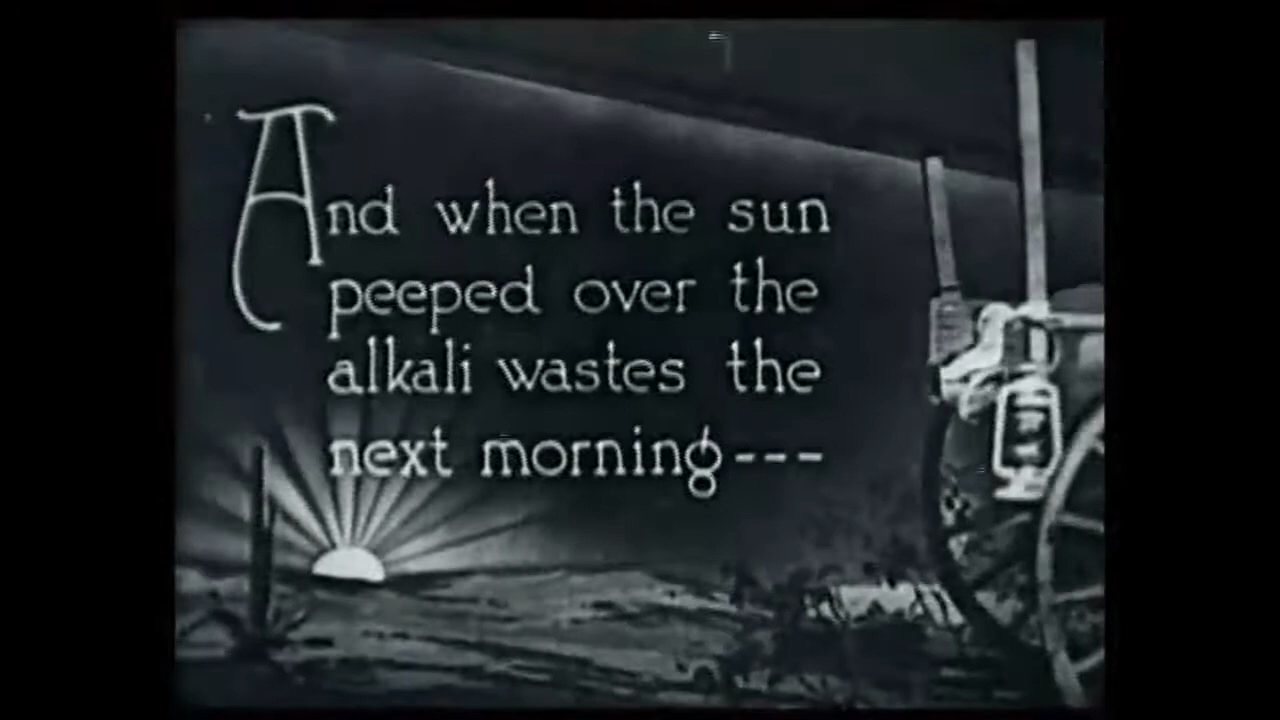 And when the sun
peeped over the
alkali wastes the
next morning---